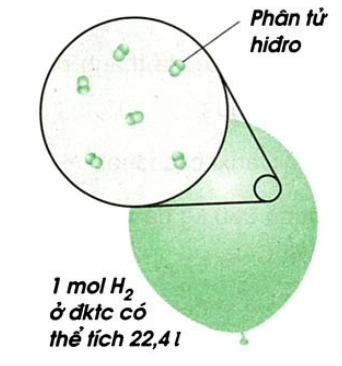 Phân tử
hiđro
1 mol H₂
ở đktc có
thể tích 22,4 l